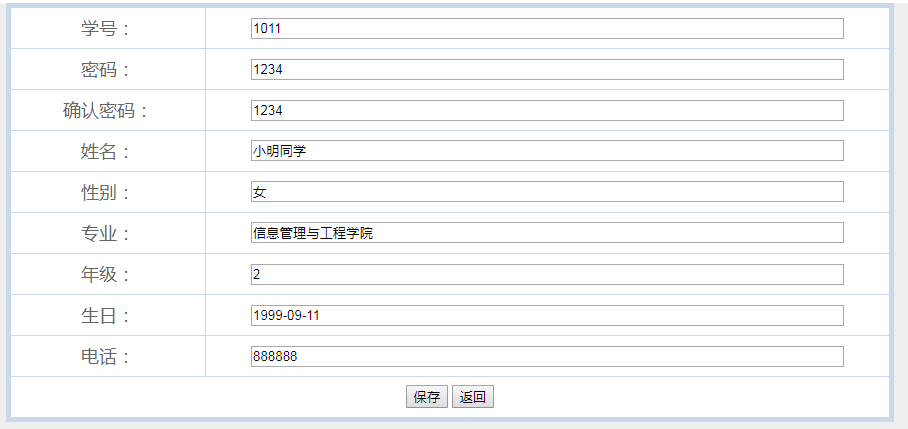 学号： 1011
密码： 1234
确认密码： 1234
姓名： 小明同学
性别： 女
专业： 信息管理与工程学院
年级： 2
生日： 1999-09-11
电话： 888888
保存 返回